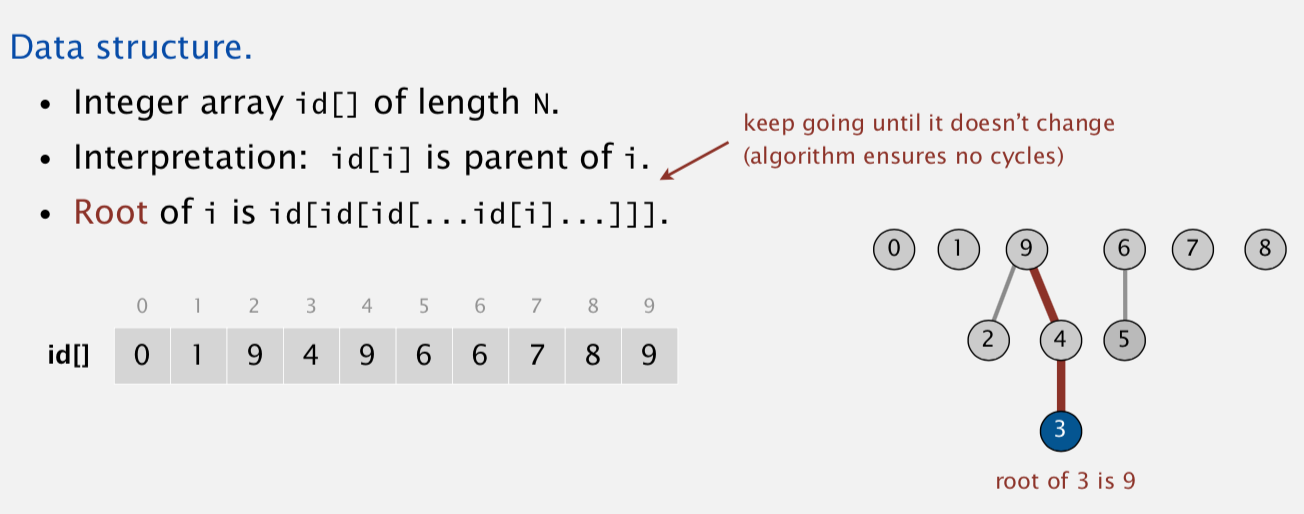 Data structure.
• Integer array id[] of length N.
• Interpretation: id[i] is parent of i.
• Root of i is id[id[id[...id[i]...]]].
keep going until it doesn’t change
(algorithm ensures no cycles)
0 1 2 3 4 5 6 7 8 9
id[] 0 1 9 4 9 6 6 7 8 9
0 1 9 6 7 8
2 4 5
3
root of 3 is 9